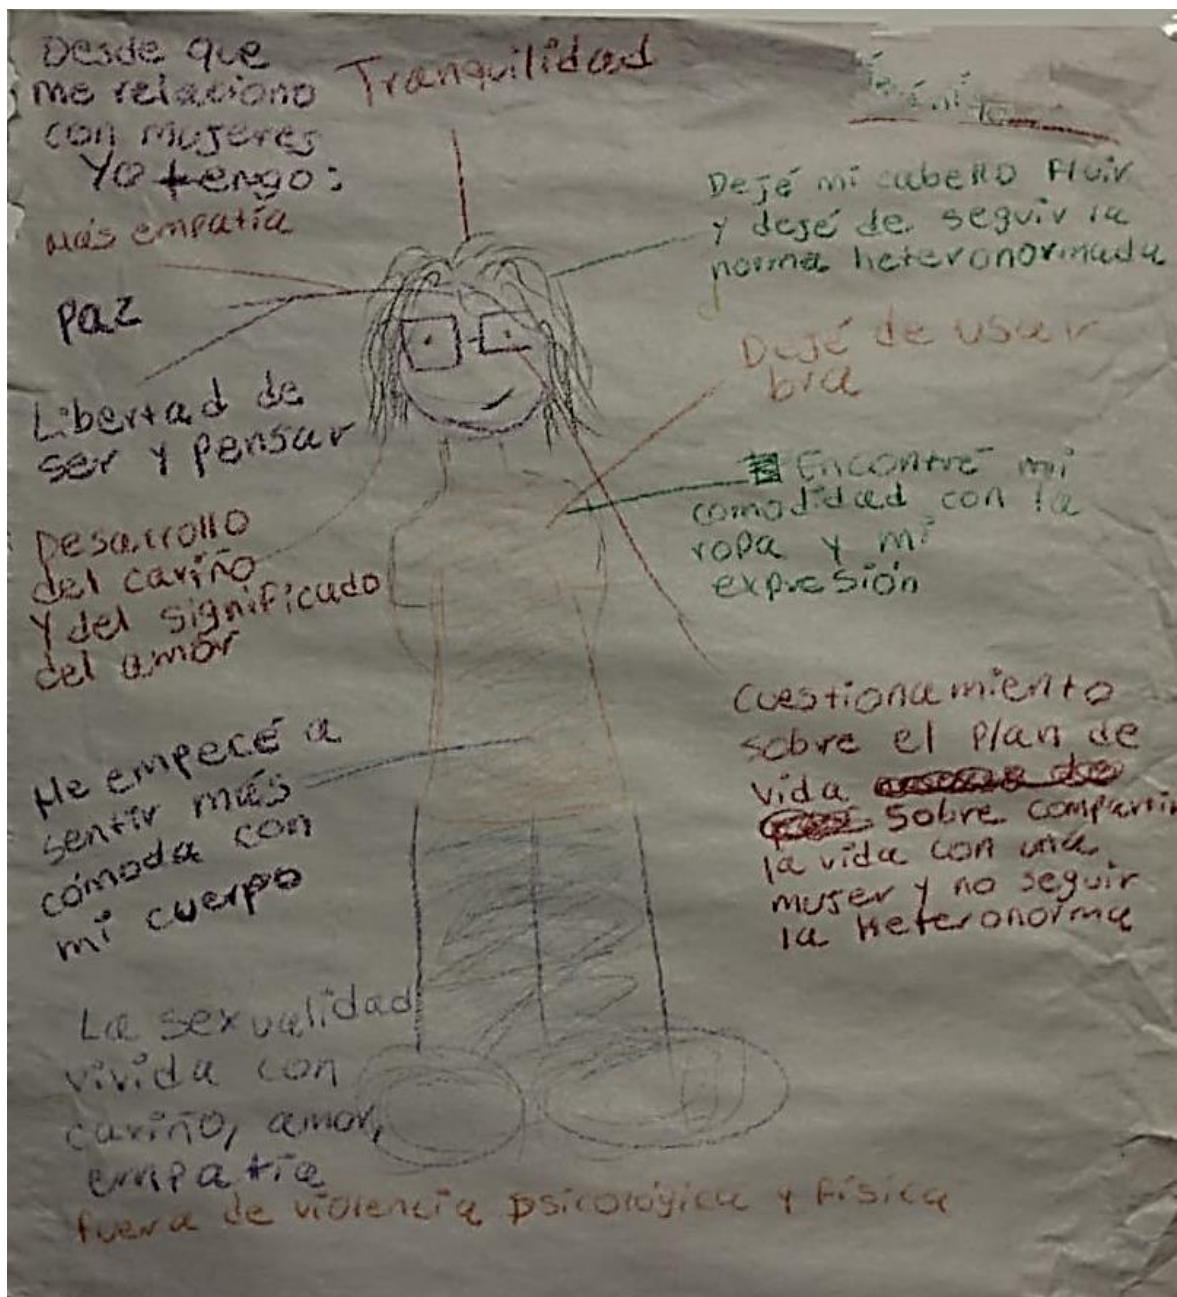 Desde que
me relaciono
con mujeres
Yo tengo:
Tranquilidad
más empatía
Paz
Libertad de
ser y pensar
Desarrollo
del cariño
y del significado
del amor
Me empecé a
sentir más
cómoda con
mi cuerpo
La sexualidad
vivida con
cariño, amor,
empatía
fuera de violencia psicológica y física
Dejé mi cabello fluir
y dejé de seguir la
norma heteronormada
Dejé de usar
bra
Encontré mi
comodidad con la
ropa y mi
expresión
Cuestionamiento
sobre el plan de
vida
sobre compartir
la vida con una
mujer y no seguir
la heteronorma